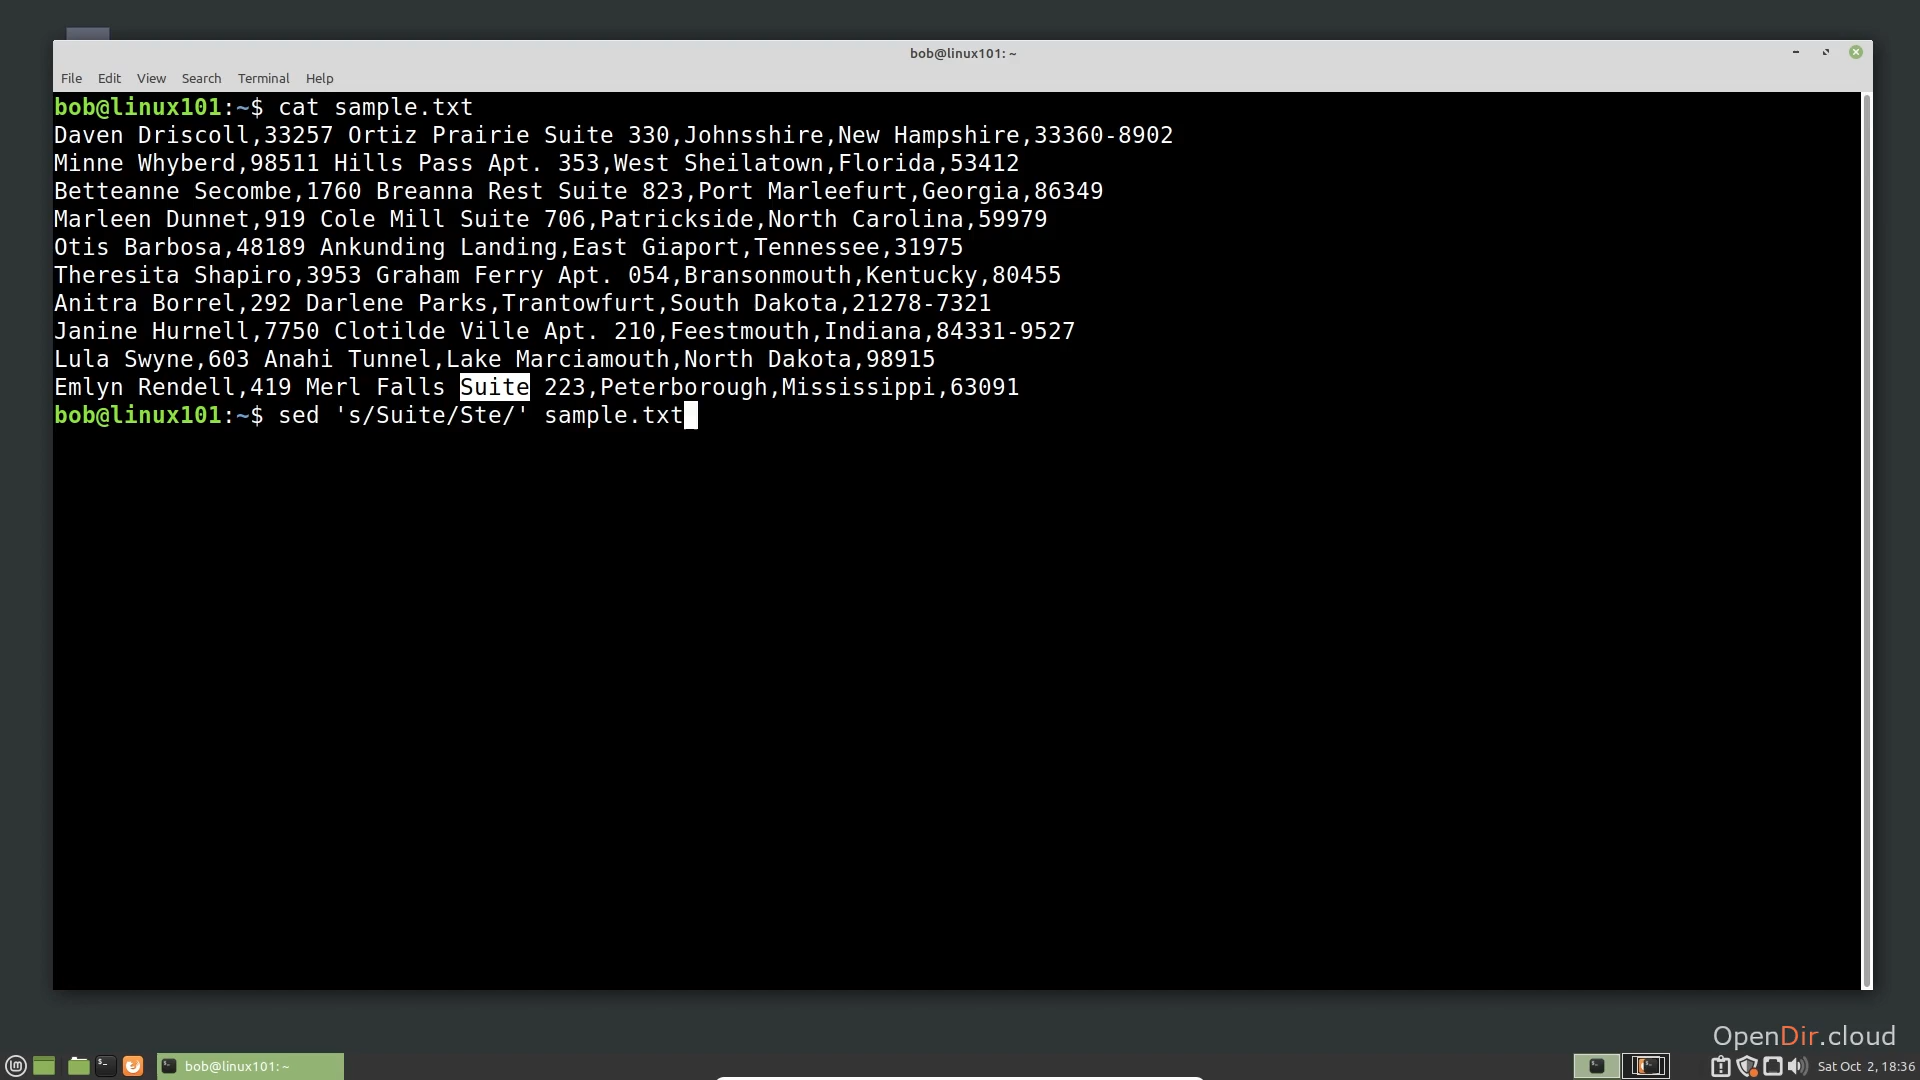 bob@linux101: ~
File Edit View Search Terminal Help
bob@linux101:~$ cat sample.txt
Daven Driscoll,33257 Ortiz Prairie Suite 330,Johnsshire,New Hampshire,33360-8902
Minne Whyberd,98511 Hills Pass Apt. 353,West Sheilatown,Florida,53412
Betteanne Secombe,1760 Breanna Rest Suite 823,Port Marleefurt,Georgia,86349
Marleen Dunnet,919 Cole Mill Suite 706,Patrickside,North Carolina,59979
Otis Barbosa,48189 Ankunding Landing,East Giaport,Tennessee,31975
Theresita Shapiro,3953 Graham Ferry Apt. 054,Bransonmouth,Kentucky,80455
Anitra Borrel,292 Darlene Parks,Trantowfurt,South Dakota,21278-7321
Janine Hurnell,7750 Clotilde Ville Apt. 210,Feestmouth,Indiana,84331-9527
Lula Swyne,603 Anahi Tunnel,Lake Marciamouth,North Dakota,98915
Emlyn Rendell,419 Merl Falls Suite 223,Peterborough,Mississippi,63091
bob@linux101:~$ sed 's/Suite/Ste/' sample.txt
OpenDir.cloud
bob@linux101: ~
Sat Oct 2, 18:36